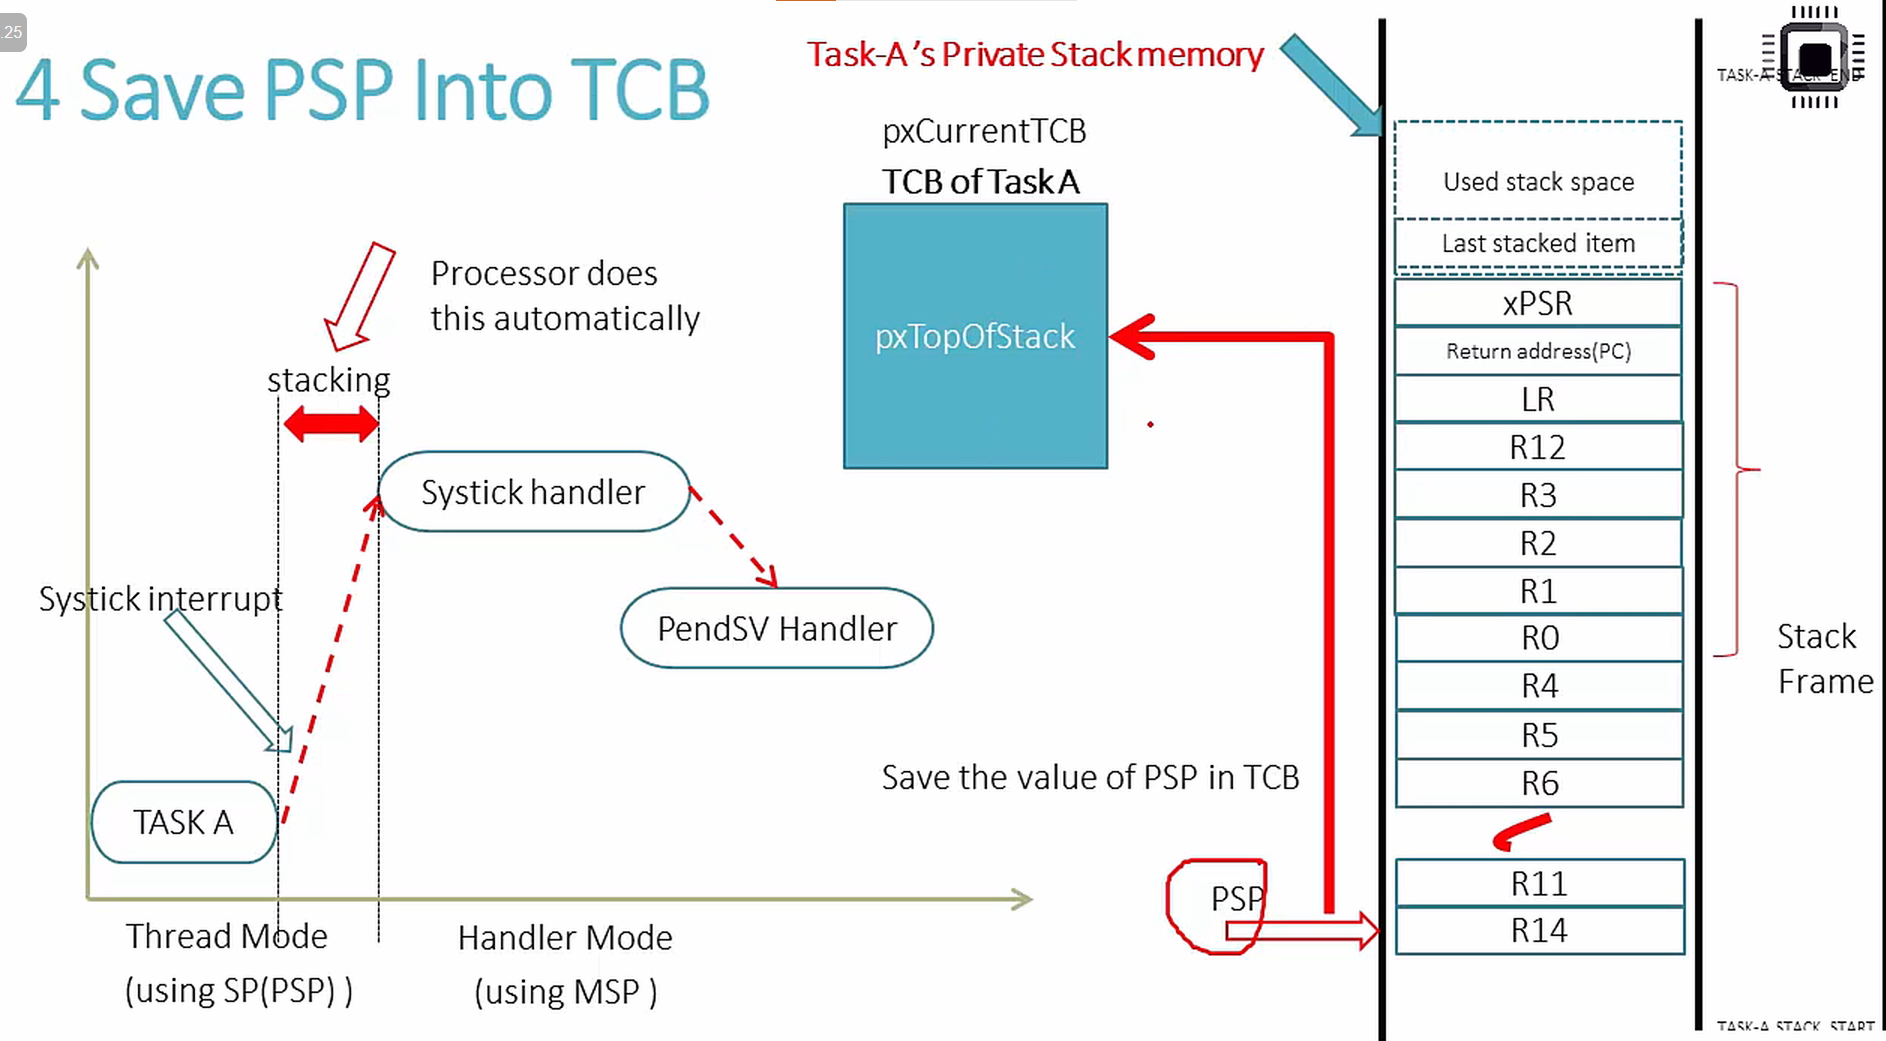 .25
4 Save PSP Into TCB
Task-A's Private Stack memory
TASK-A STACK END
pxCurrentTCB
TCB of Task A
pxTopOfStack
Used stack space
Last stacked item
xPSR
Return address(PC)
LR
R12
R3
R2
R1
R0
R4
R5
R6
R11
R14
Stack
Frame
Processor does
this automatically
stacking
Systick handler
Systick interrupt
PendSV Handler
TASK A
Save the value of PSP in TCB
PSP
Thread Mode
(using SP(PSP) )
Handler Mode
(using MSP )
TASK-A STACK START